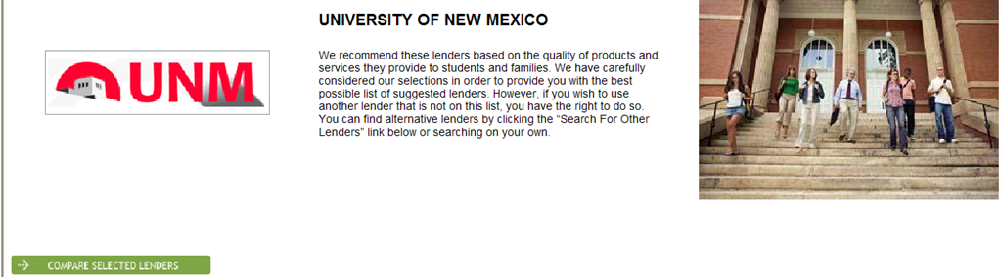 UNIVERSITY OF NEW MEXICO
UNM
We recommend these lenders based on the quality of products and
services they provide to students and families. We have carefully
considered our selections in order to provide you with the best
possible list of suggested lenders. However, if you wish to use
another lender that is not on this list, you have the right to do so.
You can find alternative lenders by clicking the “Search For Other
Lenders” link below or searching on your own.
COMPARE SELECTED LENDERS